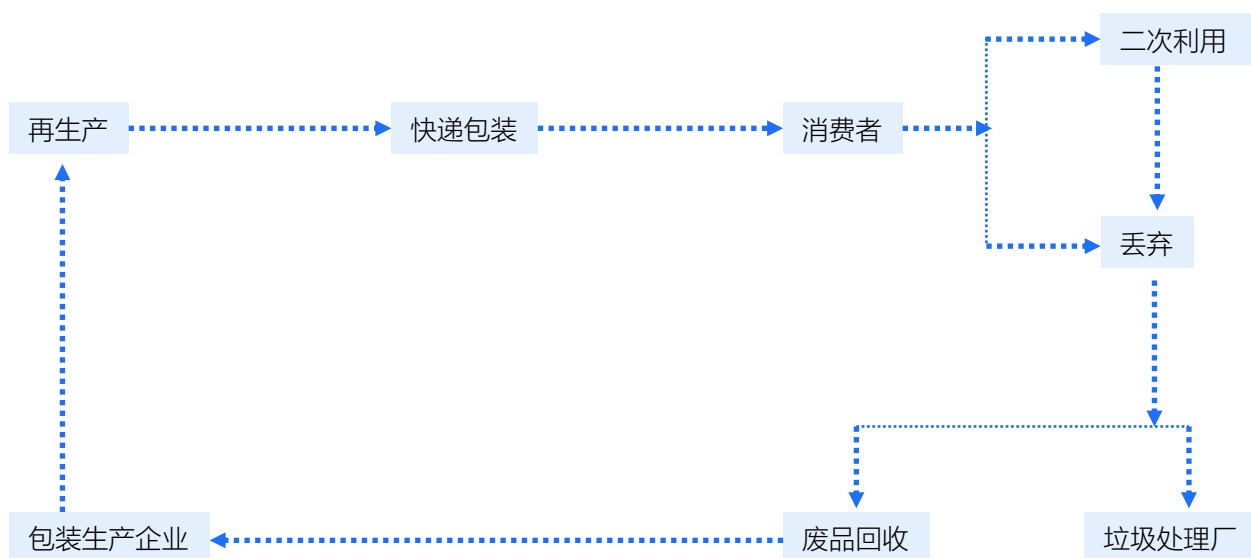 二次利用
再生产
快递包装
消费者
丢弃
包装生产企业
废品回收
垃圾处理厂